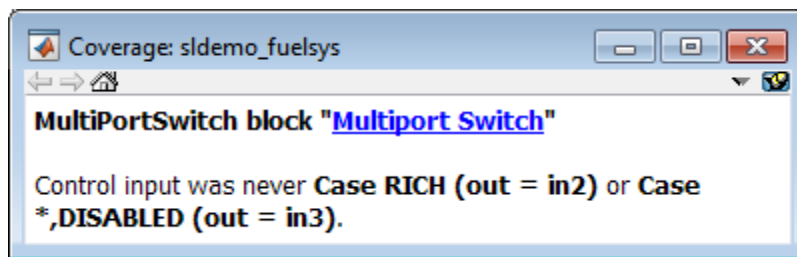 Coverage: sldemo_fuelsys
MultiPortSwitch block "Multiport Switch"
Control input was never Case RICH (out = in2) or Case
*,DISABLED (out = in3).